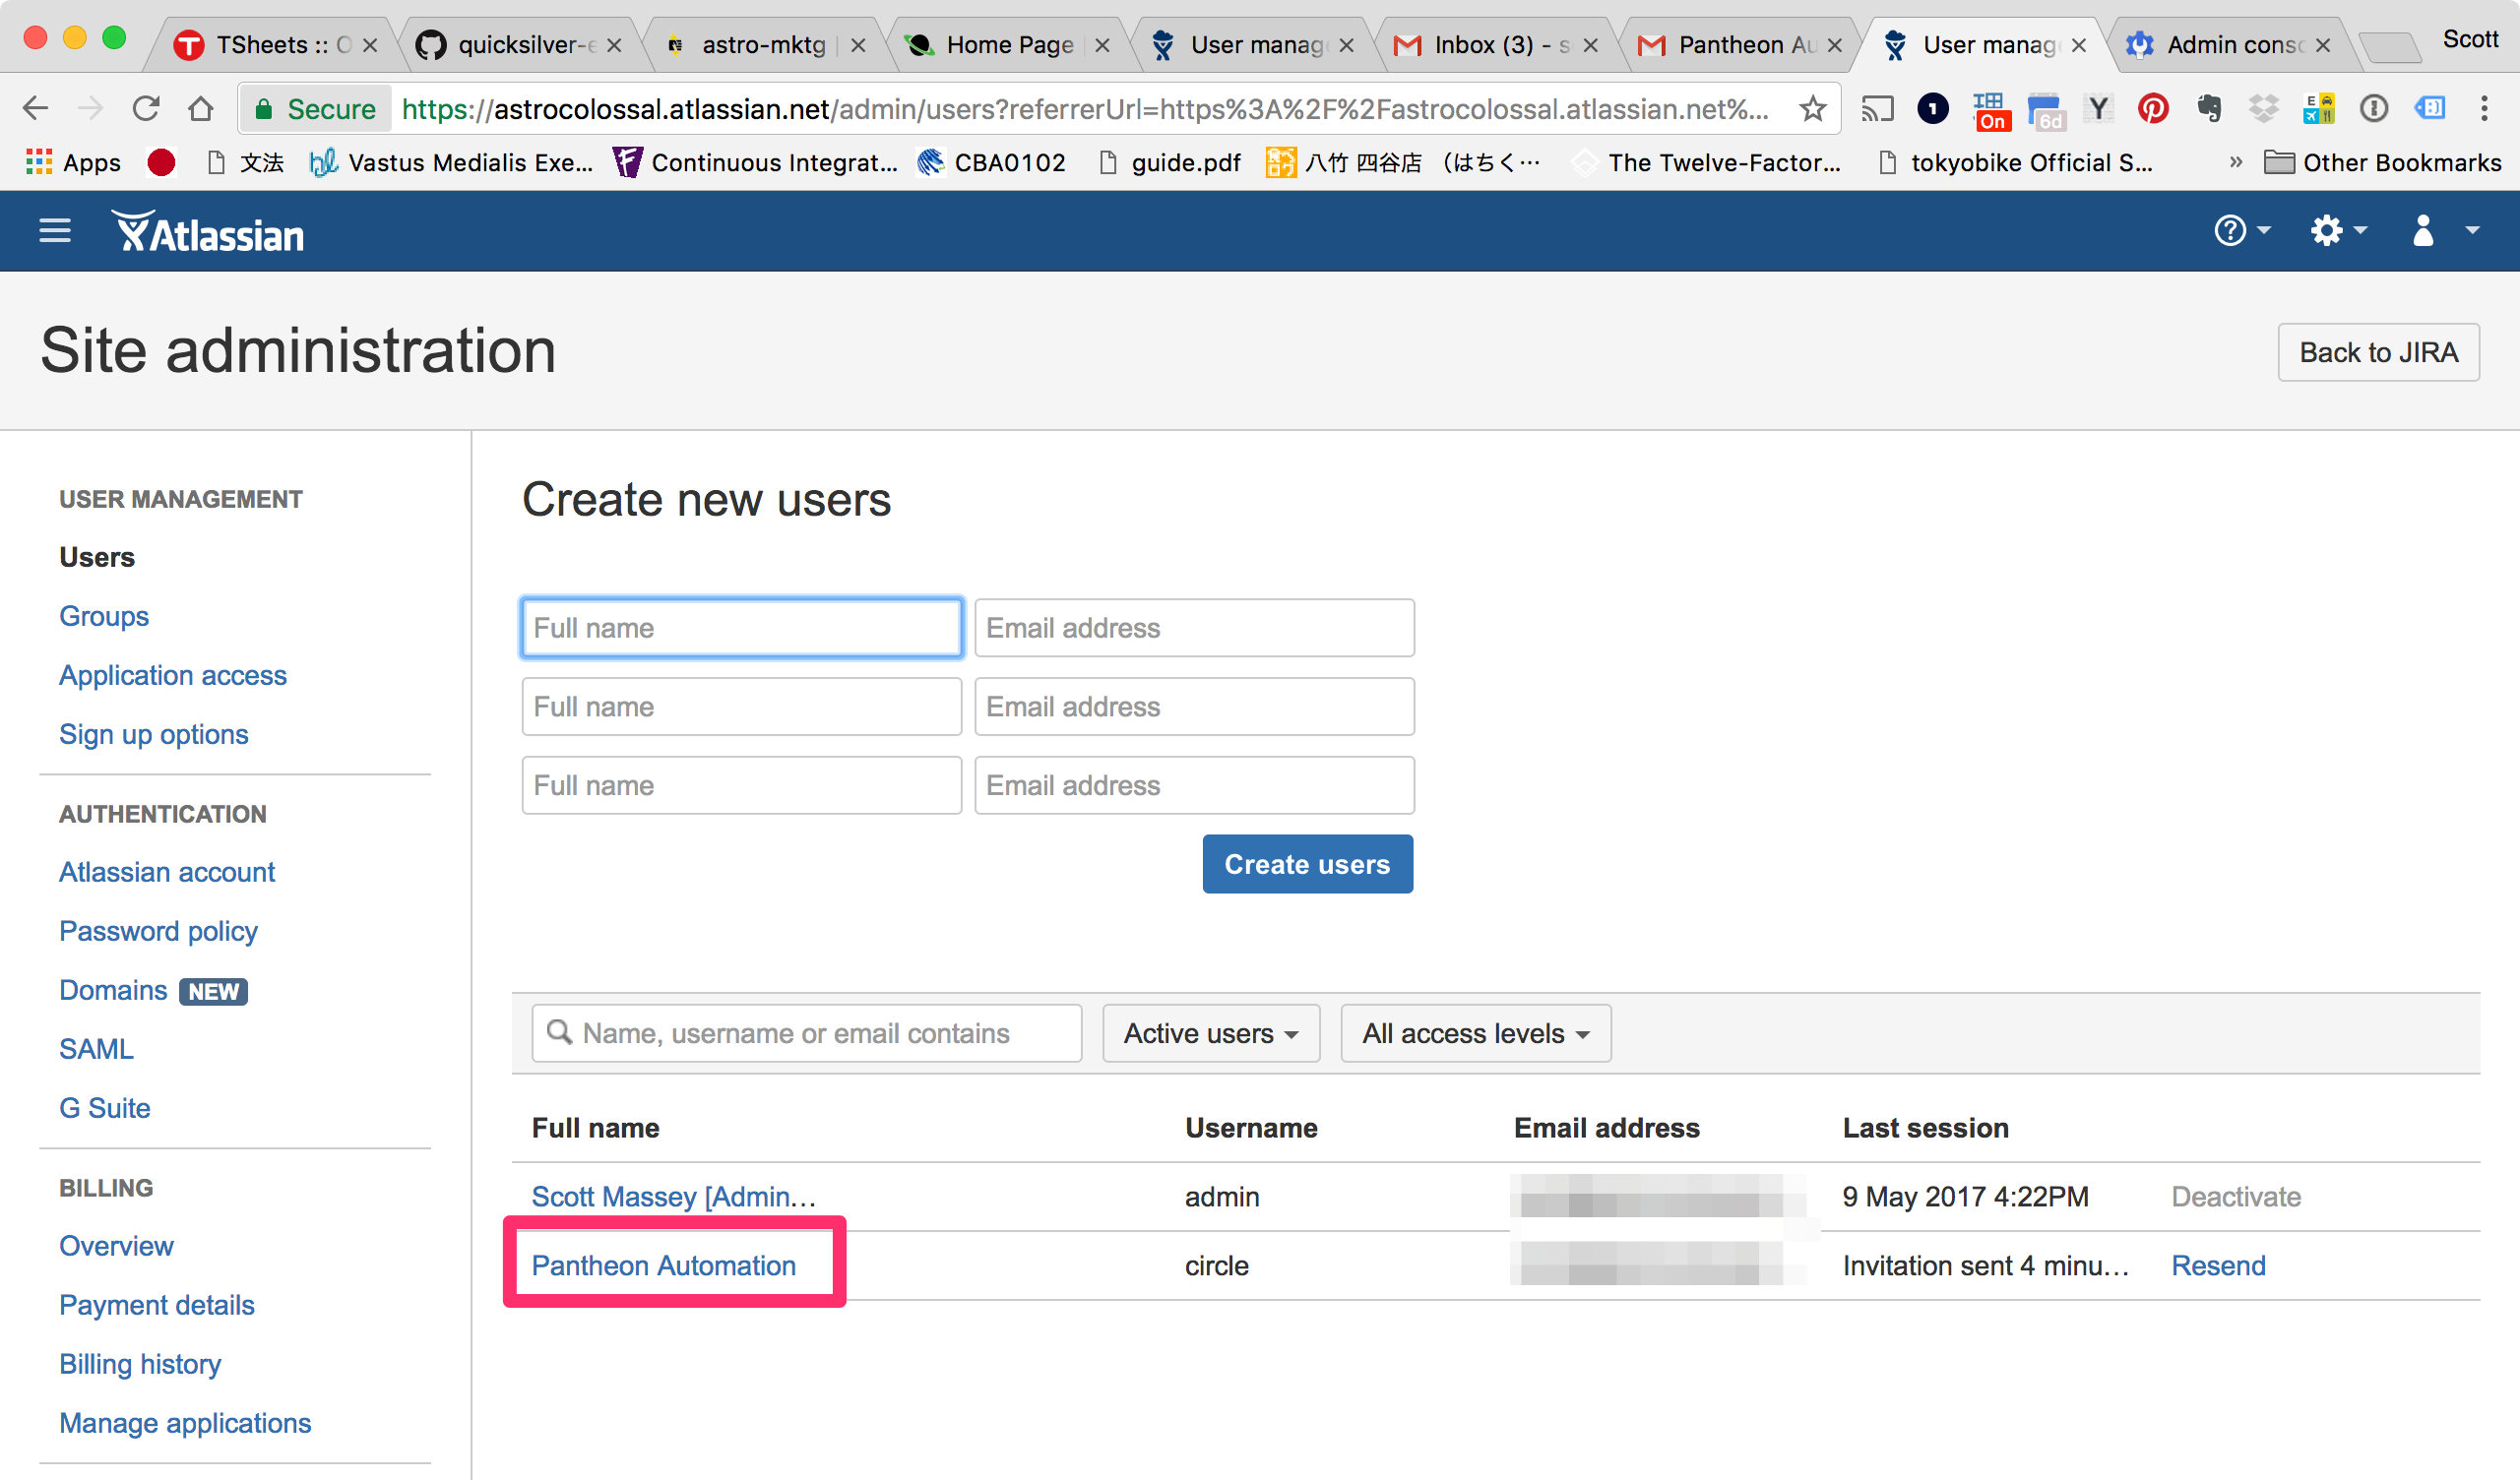 TSheets :: O
quicksilver-e
astro-mktg
Home Page
User manag
Inbox (3) - s
Pantheon Au
User manag
Admin conso
Scott
Secure https://astrocolossal.atlassian.net/admin/users?referrerUrl=https%3A%2F%2Fastrocolossal.atlassian.net%...
1
On
6d
Apps
文法
bl Vastus Medialis Exe...
Continuous Integrat...
CBA0102
guide.pdf
八竹 四谷店 （はちく…
The Twelve-Factor...
tokyobike Official S...
»
Other Bookmarks
Atlassian
Site administration
Back to JIRA
USER MANAGEMENT
Users
Groups
Application access
Sign up options
AUTHENTICATION
Atlassian account
Password policy
Domains NEW
SAML
G Suite
BILLING
Overview
Payment details
Billing history
Manage applications
Create new users
Full name Email address
Full name Email address
Full name Email address
Create users
Name, username or email contains Active users All access levels
Full name Username Email address Last session
Scott Massey [Admin... admin 9 May 2017 4:22PM Deactivate
Pantheon Automation circle Invitation sent 4 minu... Resend